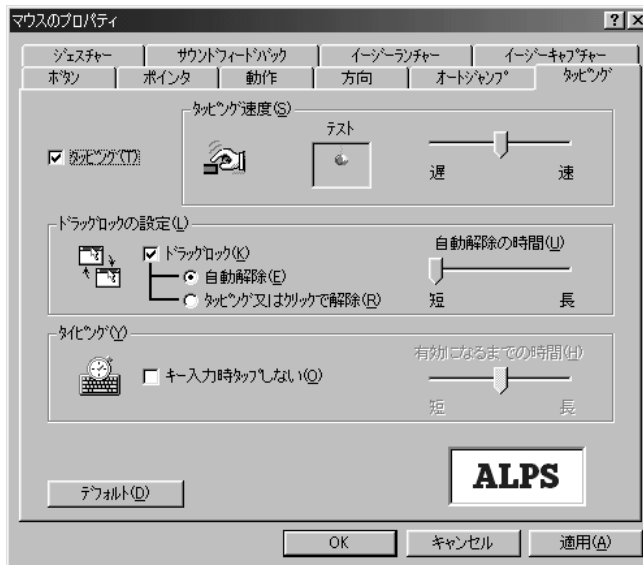 マウスのプロパティ
ジェスチャー サウンドフィードバック イージーランチャー イージーキャプチャー
ボタン ポインタ 動作 方向 オートジャンプ タッピング
タッピング(T)
タッピング速度(S)
テスト
遅 速
ドラッグロックの設定(L)
ドラッグロック(K)
自動解除(E)
タッピング又はクリックで解除(R)
自動解除の時間(U)
短 長
タイピング(Y)
キー入力時タップしない(O)
有効になるまでの時間(H)
短 長
デフォルト(D)
ALPS
OK キャンセル 適用(A)